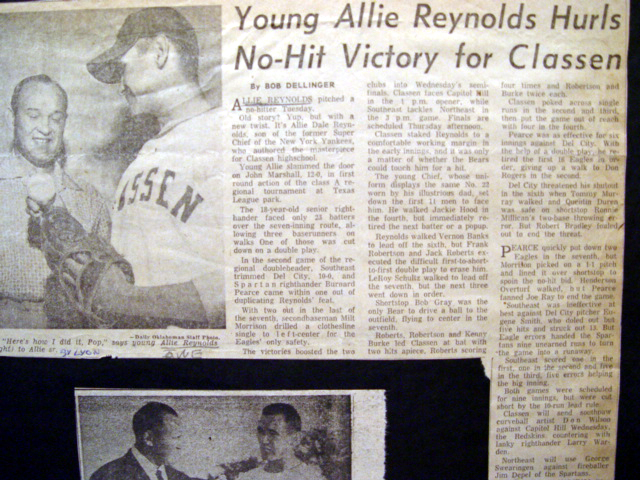 Young Allie Reynolds Hurls
No-Hit Victory for Classen
By BOB DELLINGER
ALLIE REYNOLDS pitched a
no-hitter Tuesday.
Old story? Yup, but with a
new twist. It's Allie Dale Reyn-
olds, son of the former Super
Chief of the New York Yankees,
who authored the masterpiece
for Classen highschool.
Young Allie slammed the door
on John Marshall, 12-0, in
first round action of the class A re-
gional tournament at Texas
League park.
The 18-year-old senior right-
hander faced only 23 batters
over the seven-inning route, al-
lowing three baserunners on
walks One of those was cut
down on a double play.
In the second game of the re-
gional doubleheader, Southeast
trimmed Del City, 10-0, and
Spartan righthander Burnard
Pearce came within one out of
duplicating Reynolds' feat.
With two out in the last
of the seventh, secondbaseman Milt
Morrison drilled a clothesline
single to left-center for the
Eagles' only safety.
The victories boosted the two
clubs into Wednesday's semi-
finals. Classen faces Capitol Hill
in the 1 p.m. opener, while
Southeast tackles Northeast in
the 3 p.m. game. Finals are
scheduled Thursday afternoon.
Classen staked Reynolds to a
comfortable working margin in
the early innings, and it was only
a matter of whether the Bears
could touch him for a hit.
The young Chief, whose uni-
form displays the same No. 22
worn by his illustrious dad, set
down the first 11 men to face
him. He walked Jackie Hood in
the fourth, but immediately re-
tired the next batter on a popup.
Reynolds walked Vernon Banks
to lead off the sixth, but Frank
Robertson and Jack Roberts ex-
ecuted the difficult first-to-short-
to-first double play to erase him.
LeRoy Schultz walked to lead off
the seventh, but the next three
went down in order.
Shortstop Bob Gray was the only
Bear to drive a ball to the
outfield, flying to center in the
seventh.
Roberts, Robertson and Kenny
Burke led Classen at bat with
two hits apiece, Roberts scoring
four times and Robertson and
Burke twice each.
Classen poked across single
runs in the second and third,
then put the game out of reach
with four in the fourth.
Pearce was as effective for six
innings against Del City. With
the help of a double play, he re-
tired the first Eagles in or-
der, giving up a walk to Don
Rogers in the second.
Del City threatened his shutout
in the sixth when Tommy Mur-
ray walked and Quentin Duren
was safe on shortstop Ronnie
Million's two-base throwing er-
ror. But Robert Bradley fouled
out to end the threat.
PEARCE quickly put down two
Eagles in the seventh, but
Morrison picked on a 1-1 pitch
and lined it over shortstop to
spoil the no-hit bid. Henderson
Overturf walked, but Pearce
fanned Joe Ray to end the game.
Southeast was ineffective at
best against Del City pitcher Eu-
gene Smith, who doled out but
five hits and struck out 13. But
Eagle errors handed the Spar-
tans nine unearned runs to turn
the game into a runaway.
Southeast scored one in the
first, one in the second and five
in the third, five errors helping
the big inning.
Both games were scheduled for
nine innings, but were cut
short by the 10-run lead rule.
Classen will send southpaw
curveball artist Don Wilson
against Capitol Hill Wednesday,
the Redskins countering with
lanky righthander Larry War-
den.
Northeast will use George
Swearingen against fireballer
Jim Depel of the Spartans.
ASSEN
—Daily Oklahoman Staff Photo.
"Here's how I did it, Pop," says young Allie Reynolds
right) to Allie sr.